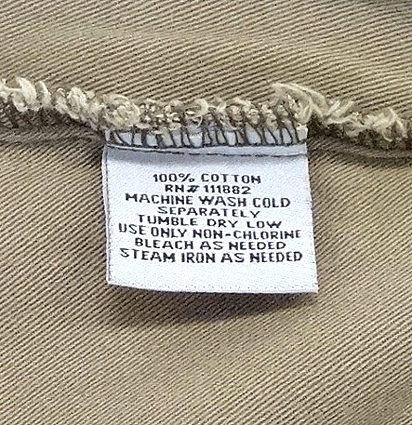 100% COTTON
RN# 111882
MACHINE WASH COLD
SEPARATELY
TUMBLE DRY LOW
USE ONLY NON-CHLORINE
BLEACH AS NEEDED
STEAM IRON AS NEEDED